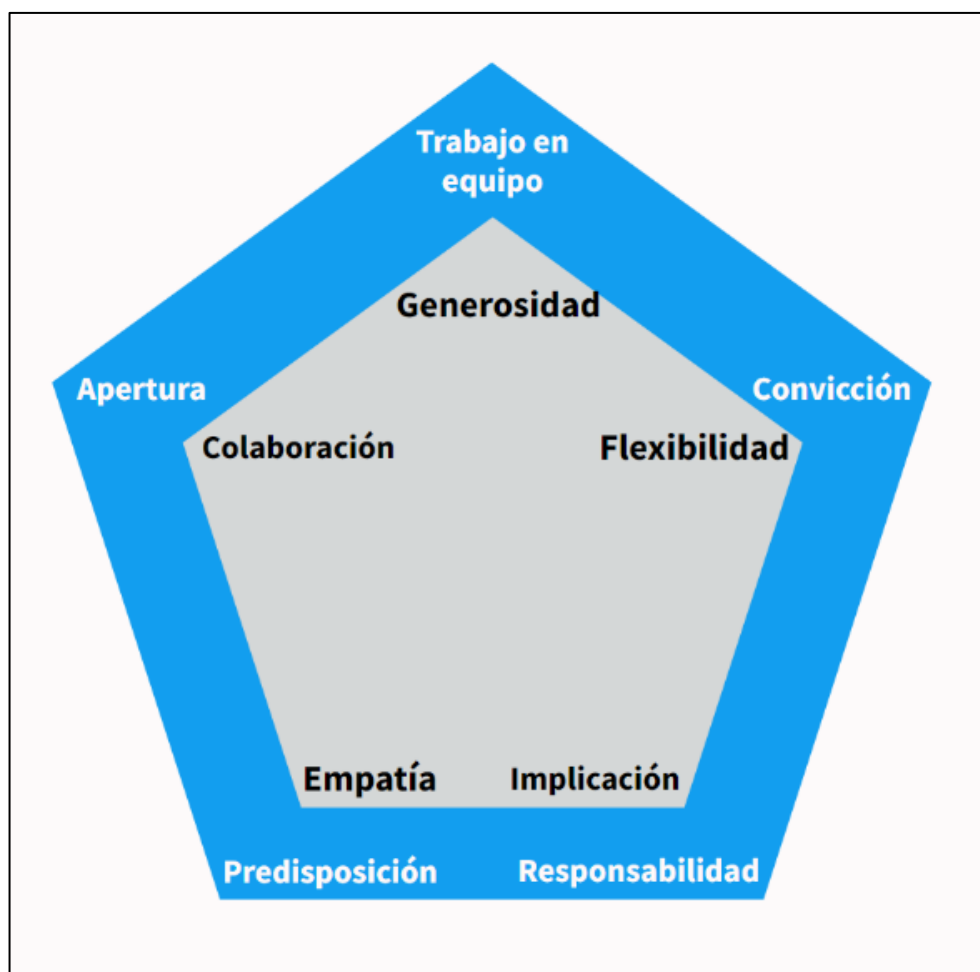 Trabajo en
equipo
Generosidad
Apertura
Convicción
Colaboración
Flexibilidad
Empatía
Implicación
Predisposición
Responsabilidad